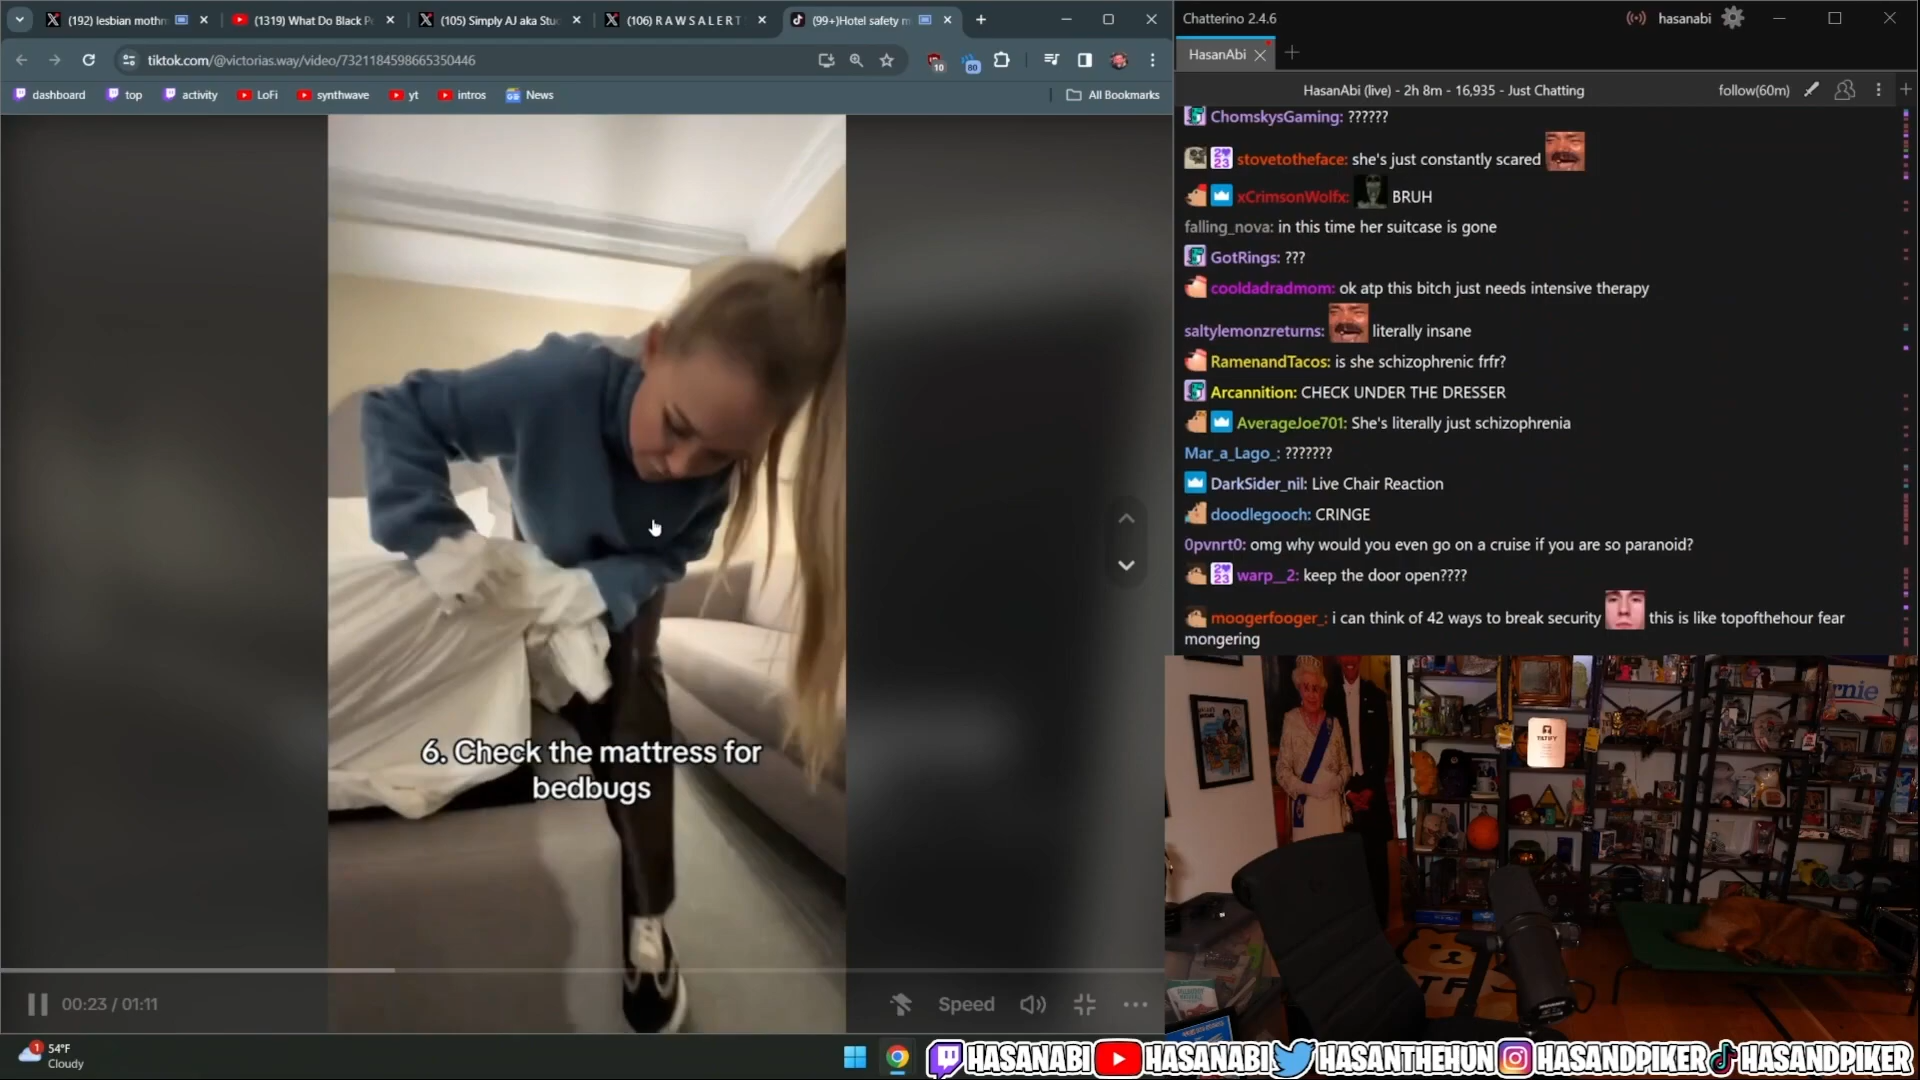 (192) lesbian mothm
(1319) What Do Black P
(105) Simply AJ aka Stu
(106) R A W S A L E R T
(99+)Hotel safety m
tiktok.com/@victorias.way/video/7321184598665350446
10
80
dashboard
top
activity
LoFi
synthwave
yt
intros
News
All Bookmarks
6. Check the mattress for
bedbugs
00:23 / 01:11
Speed
1
54°F
Cloudy
Chatterino 2.4.6
hasanabi
HasanAbi
HasanAbi (live) - 2h 8m - 16,935 - Just Chatting
follow(60m)
ChomskysGaming: ??????
stovetotheface: she's just constantly scared
xCrimsonWolfx: BRUH
falling_nova: in this time her suitcase is gone
GotRings: ???
cooldadradmom: ok atp this bitch just needs intensive therapy
saltylemonzreturns: literally insane
RamenandTacos: is she schizophrenic frfr?
Arcannition: CHECK UNDER THE DRESSER
AverageJoe701: She's literally just schizophrenia
Mar_a_Lago_: ???????
DarkSider_nil: Live Chair Reaction
doodlegooch: CRINGE
0pvnrt0: omg why would you even go on a cruise if you are so paranoid?
warp__2: keep the door open????
moogerfooger_: i can think of 42 ways to break security this is like topofthehour fear
mongering
rnie
TILTIFY
HASANABI
HASANABI
HASANTHEHUN
HASANDPIKER
HASANDPIKER